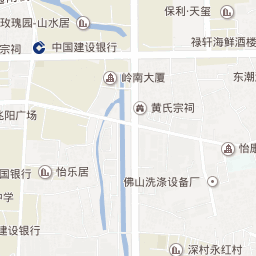 保利·天玺
玫瑰园-山水居
禄轩海鲜酒楼
宗祠
中国建设银行
岭南大厦
东潮
黄氏宗祠
兆阳广场
怡康
国银行
怡乐居
佛山洗涤设备厂
中学
建设银行
深村永红村